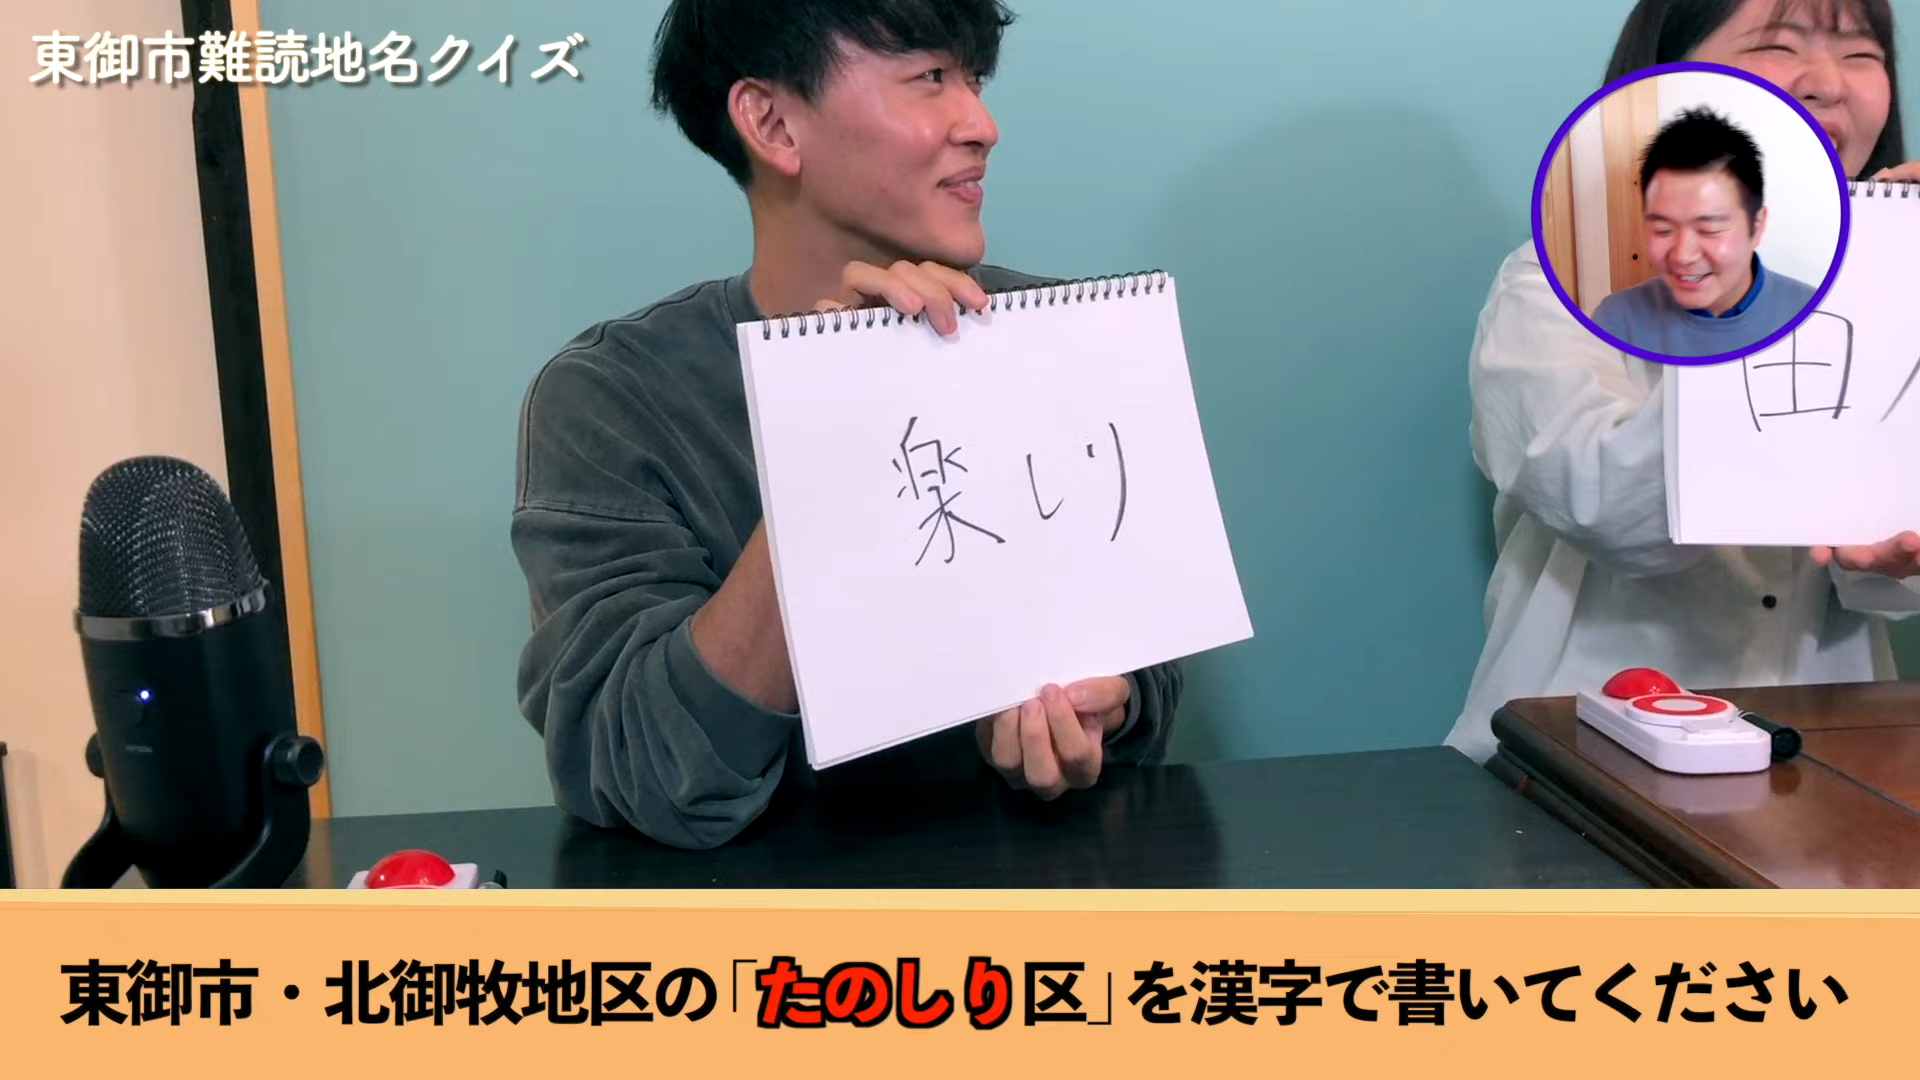 東御市難読地名クイズ
楽しり
田
東御市・北御牧地区の「たのしり区」を漢字で書いてください